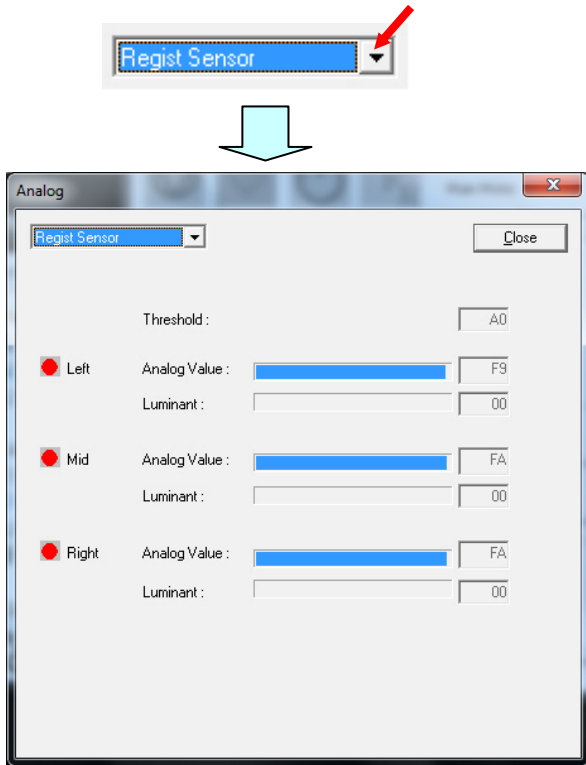 Regist Sensor
Analog
Regist Sensor
Close
Threshold : A0
Left Analog Value : F9
Luminant : 00
Mid Analog Value : FA
Luminant : 00
Right Analog Value : FA
Luminant : 00